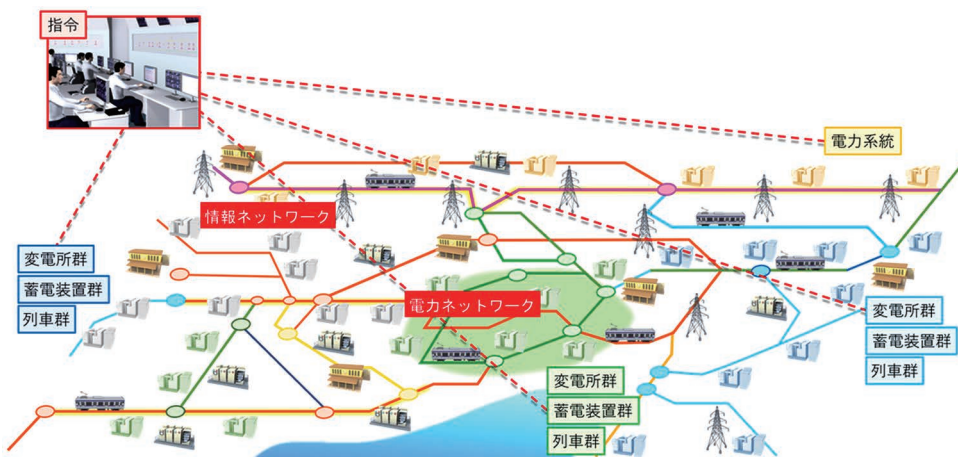 指令
電力系統
情報ネットワーク
変電所群
蓄電装置群
列車群
電力ネットワーク
変電所群
蓄電装置群
列車群
変電所群
蓄電装置群
列車群